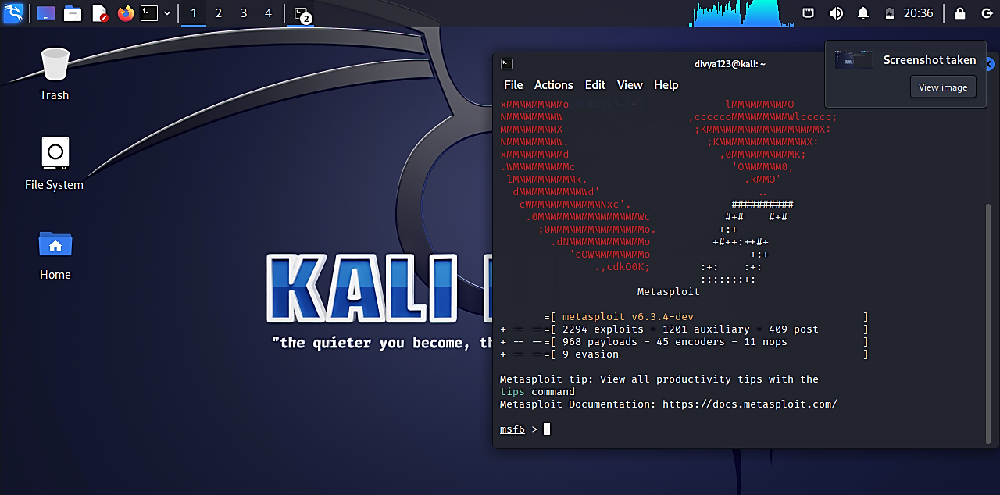 1 2 3 4 2 20:36
Trash
File System
Home
KALI
"the quieter you become, th
divya123@kali: ~
Screenshot taken
View image
File Actions Edit View Help
xMMMMMMMMMo                         lMMMMMMMMMO
NMMMMMMMMW                    ,cccccoMMMMMMMMMWlccccc;
MMMMMMMMMX                     ;KMMMMMMMMMMMMMMMMMMX:
NMMMMMMMMW.                      ;KMMMMMMMMMMMMMMX:
xMMMMMMMMMd                        ,0MMMMMMMMMMK;
.WMMMMMMMMMc                         'OMMMMMM0,
 lMMMMMMMMMMk.                         .kMMO'
  dMMMMMMMMMMWd'                         ..
   cWMMMMMMMMMMMNxc'.                ##########
    .0MMMMMMMMMMMMMMMMWc            #+#    #+#
      ;0MMMMMMMMMMMMMMMo.          +:+
        .dNMMMMMMMMMMMMo          +#++:++#+
           'oOWMMMMMMMMo                +:+
               .,cdkO0K;        :+:    :+:
                                :::::::+:
                      Metasploit
       =[ metasploit v6.3.4-dev                           ]
+ -- --=[ 2294 exploits - 1201 auxiliary - 409 post       ]
+ -- --=[ 968 payloads - 45 encoders - 11 nops            ]
+ -- --=[ 9 evasion                                       ]
Metasploit tip: View all productivity tips with the
tips command
Metasploit Documentation: https://docs.metasploit.com/
msf6 >